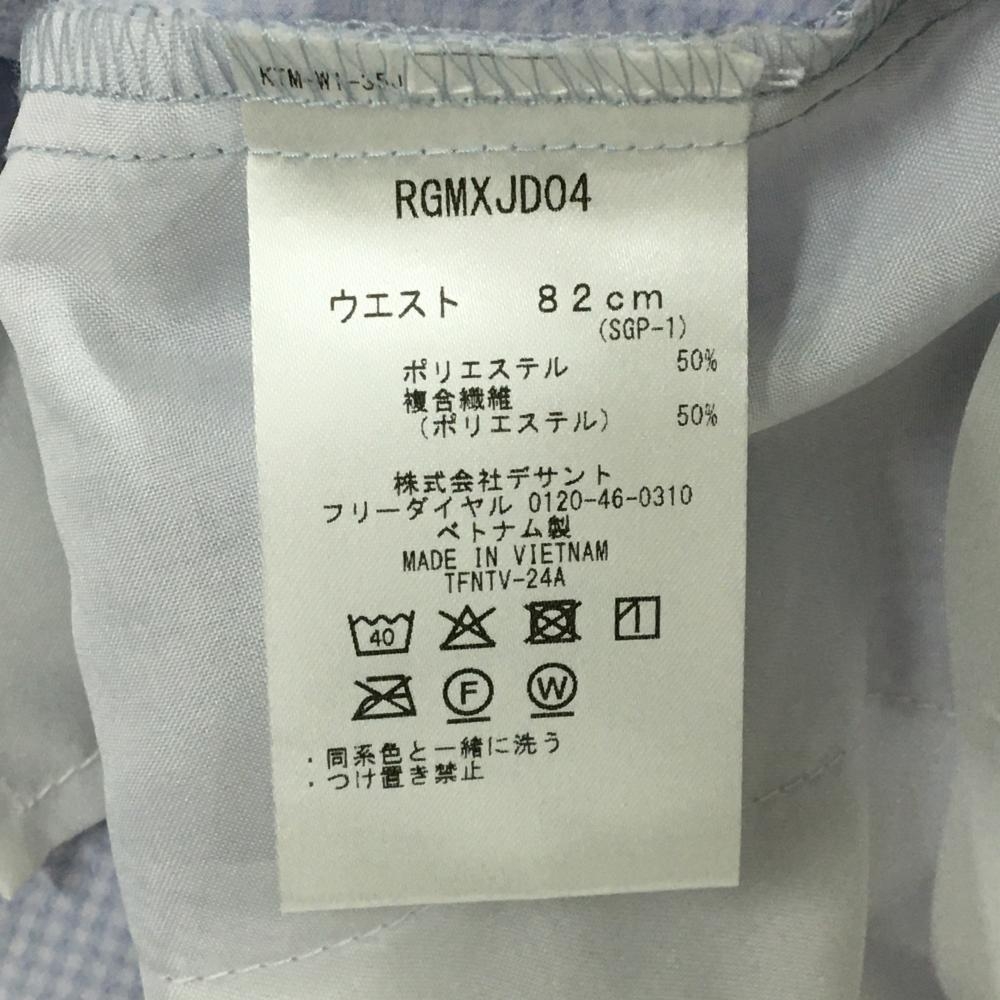 KTM-W1-35J
RGMXJD04
ウエスト 82cm
(SGP-1)
ポリエステル 50%
複合繊維
(ポリエステル) 50%
株式会社デサント
フリーダイヤル 0120-46-0310
ベトナム製
MADE IN VIETNAM
TFNTV-24A
40
F W
・同系色と一緒に洗う
・つけ置き禁止